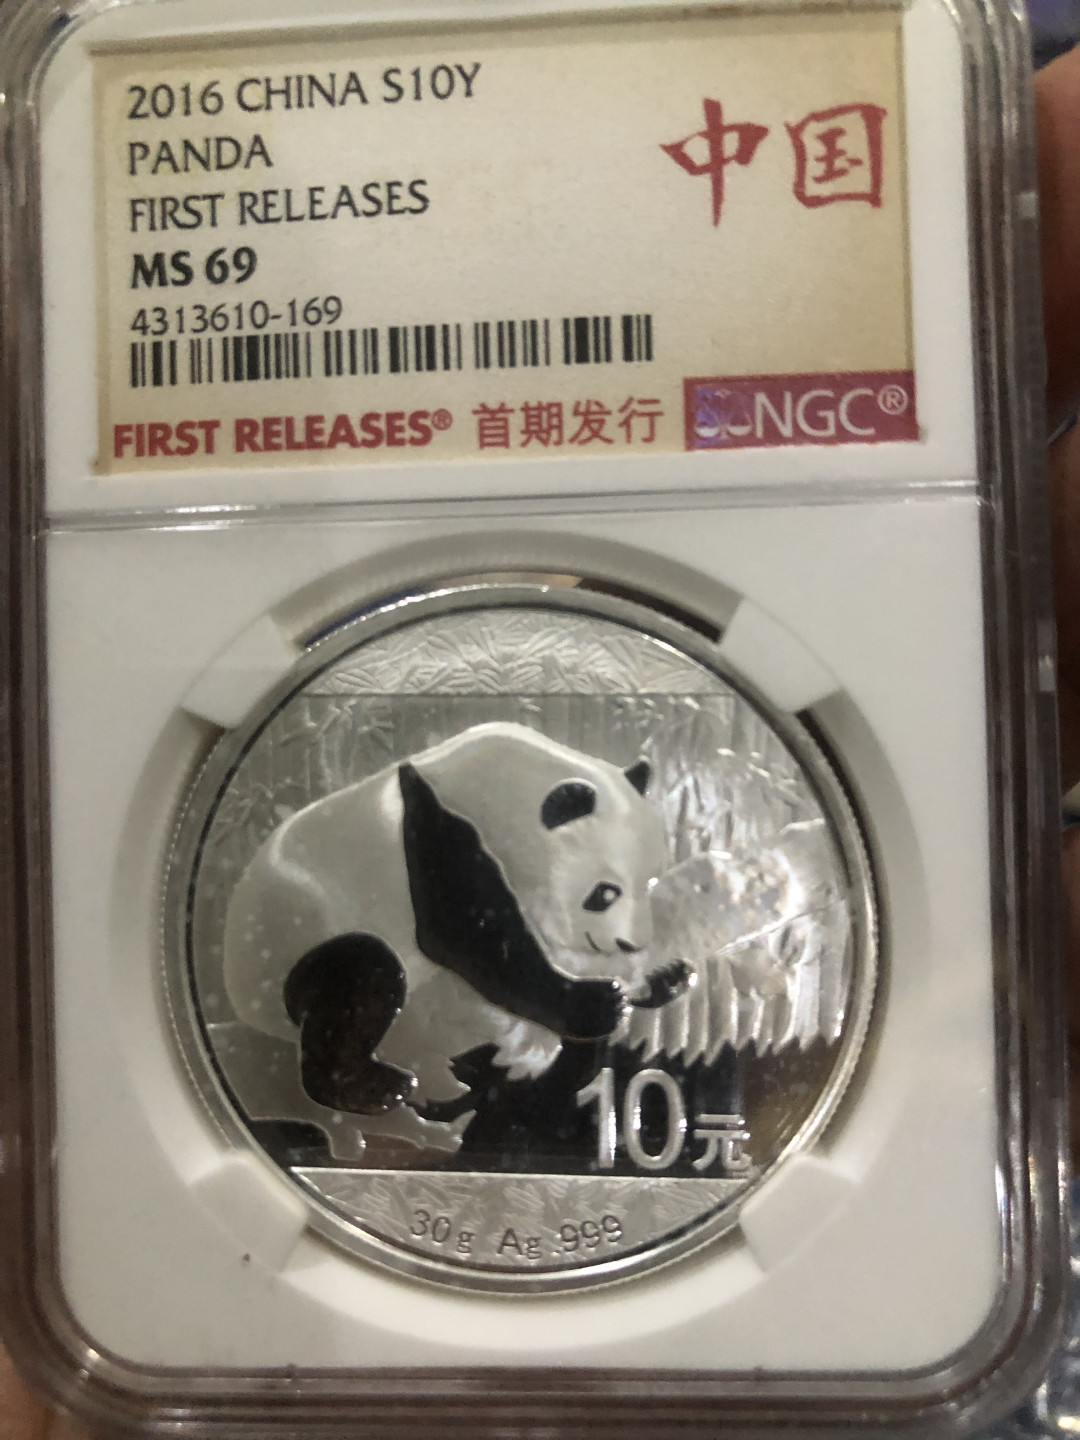 2016 CHINA S10Y
PANDA
FIRST RELEASES
MS 69
4313610-169
中国
FIRST RELEASES® 首期发行 NGC®
10元
30g Ag .999